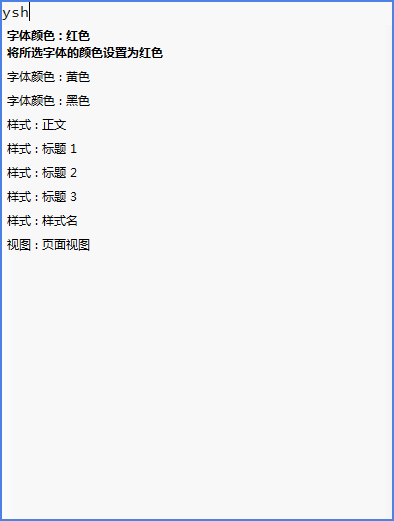 ysh
字体颜色：红色
将所选字体的颜色设置为红色
字体颜色：黄色
字体颜色：黑色
样式：正文
样式：标题 1
样式：标题 2
样式：标题 3
样式：样式名
视图：页面视图